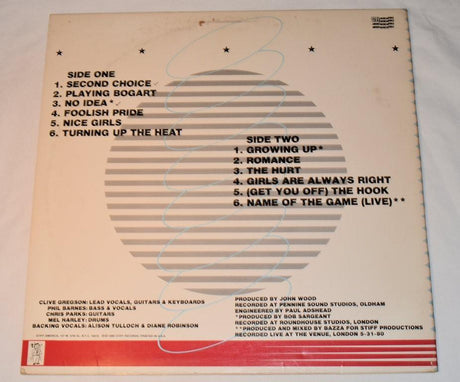 SIDE ONE
1. SECOND CHOICE
2. PLAYING BOGART
3. NO IDEA*
4. FOOLISH PRIDE
5. NICE GIRLS
6. TURNING UP THE HEAT
SIDE TWO
1. GROWING UP*
2. ROMANCE
3. THE HURT
4. GIRLS ARE ALWAYS RIGHT
5. (GET YOU OFF) THE HOOK
6. NAME OF THE GAME (LIVE)**
CLIVE GREGSON: LEAD VOCALS, GUITARS & KEYBOARDS
PHIL BARNES: BASS & VOCALS
CHRIS PARKS: GUITARS
MEL HARLEY: DRUMS
BACKING VOCALS: ALISON TULLOCH & DIANE ROBINSON
PRODUCED BY JOHN WOOD
RECORDED AT PENNINE SOUND STUDIOS, OLDHAM
ENGINEERED BY PAUL ADSHEAD
*PRODUCED BY BOB SARGEANT
RECORDED AT ROUNDHOUSE STUDIOS, LONDON
**PRODUCED AND MIXED BY BAZZA FOR STIFF PRODUCTIONS
RECORDED LIVE AT THE VENUE, LONDON 5-31-80